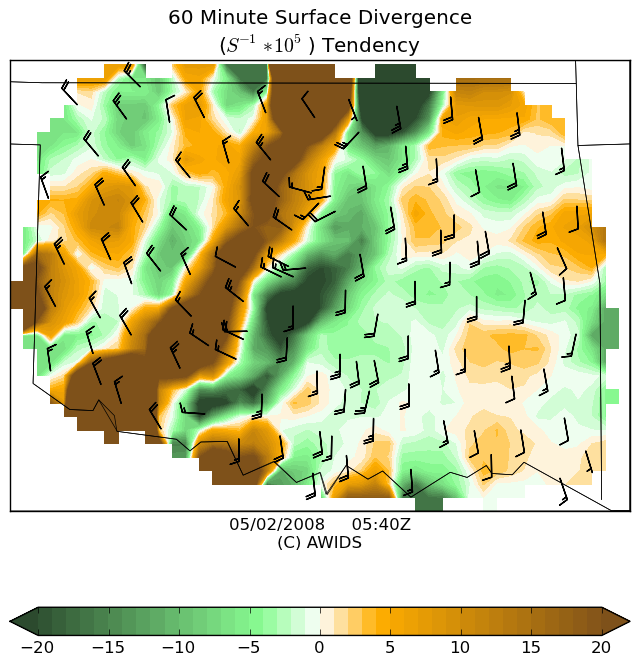 60 Minute Surface Divergence
(S⁻¹ * 10⁵ ) Tendency
05/02/2008 05:40Z
(C) AWIDS
−20 −15 −10 −5 0 5 10 15 20